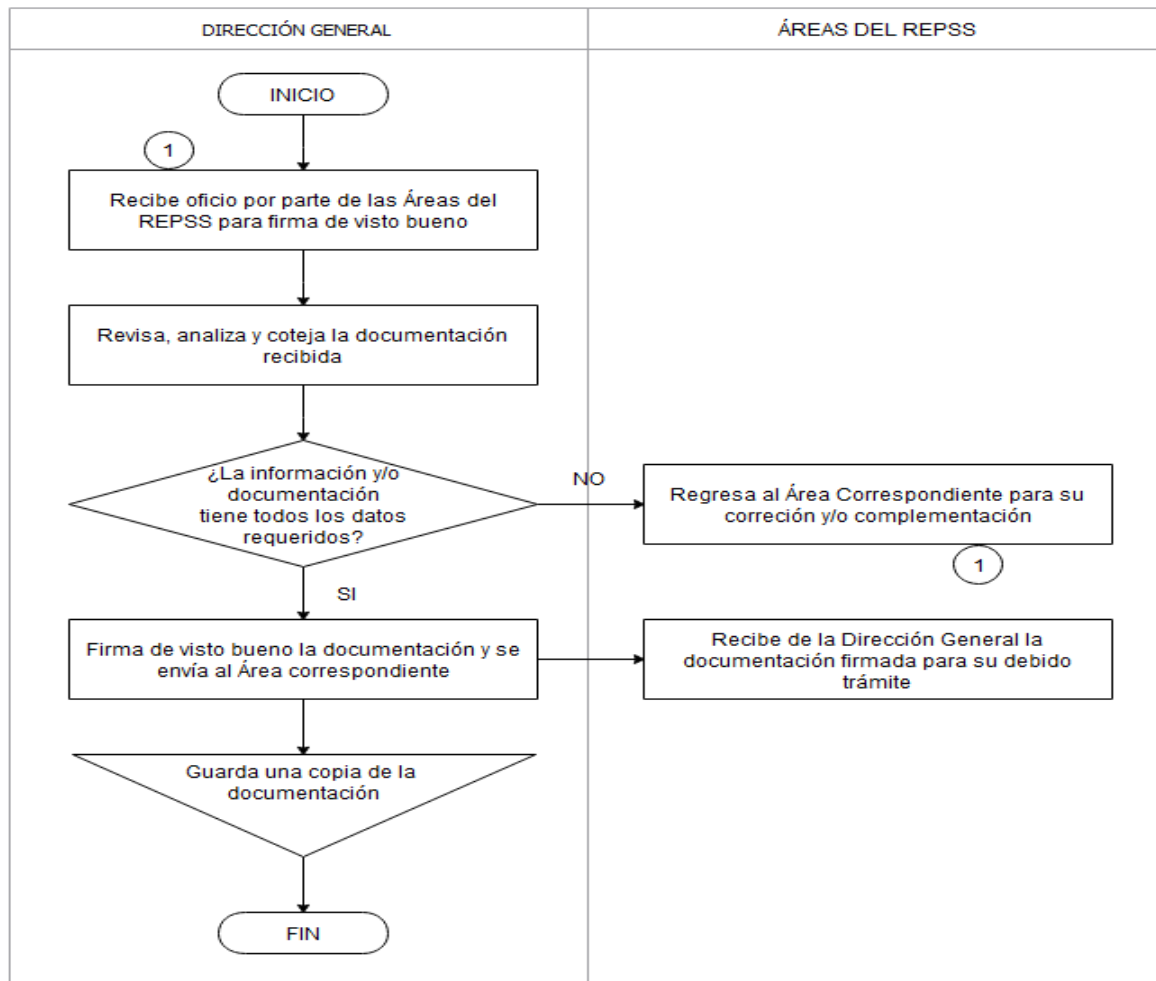 DIRECCIÓN GENERAL
ÁREAS DEL REPSS
INICIO
1
Recibe oficio por parte de las Áreas del
REPSS para firma de visto bueno
Revisa, analiza y coteja la documentación
recibida
¿La información y/o
documentación
tiene todos los datos
requeridos?
NO
Regresa al Área Correspondiente para su
correción y/o complementación
1
SI
Firma de visto bueno la documentación y se
envía al Área correspondiente
Recibe de la Dirección General la
documentación firmada para su debido
trámite
Guarda una copia de la
documentación
FIN